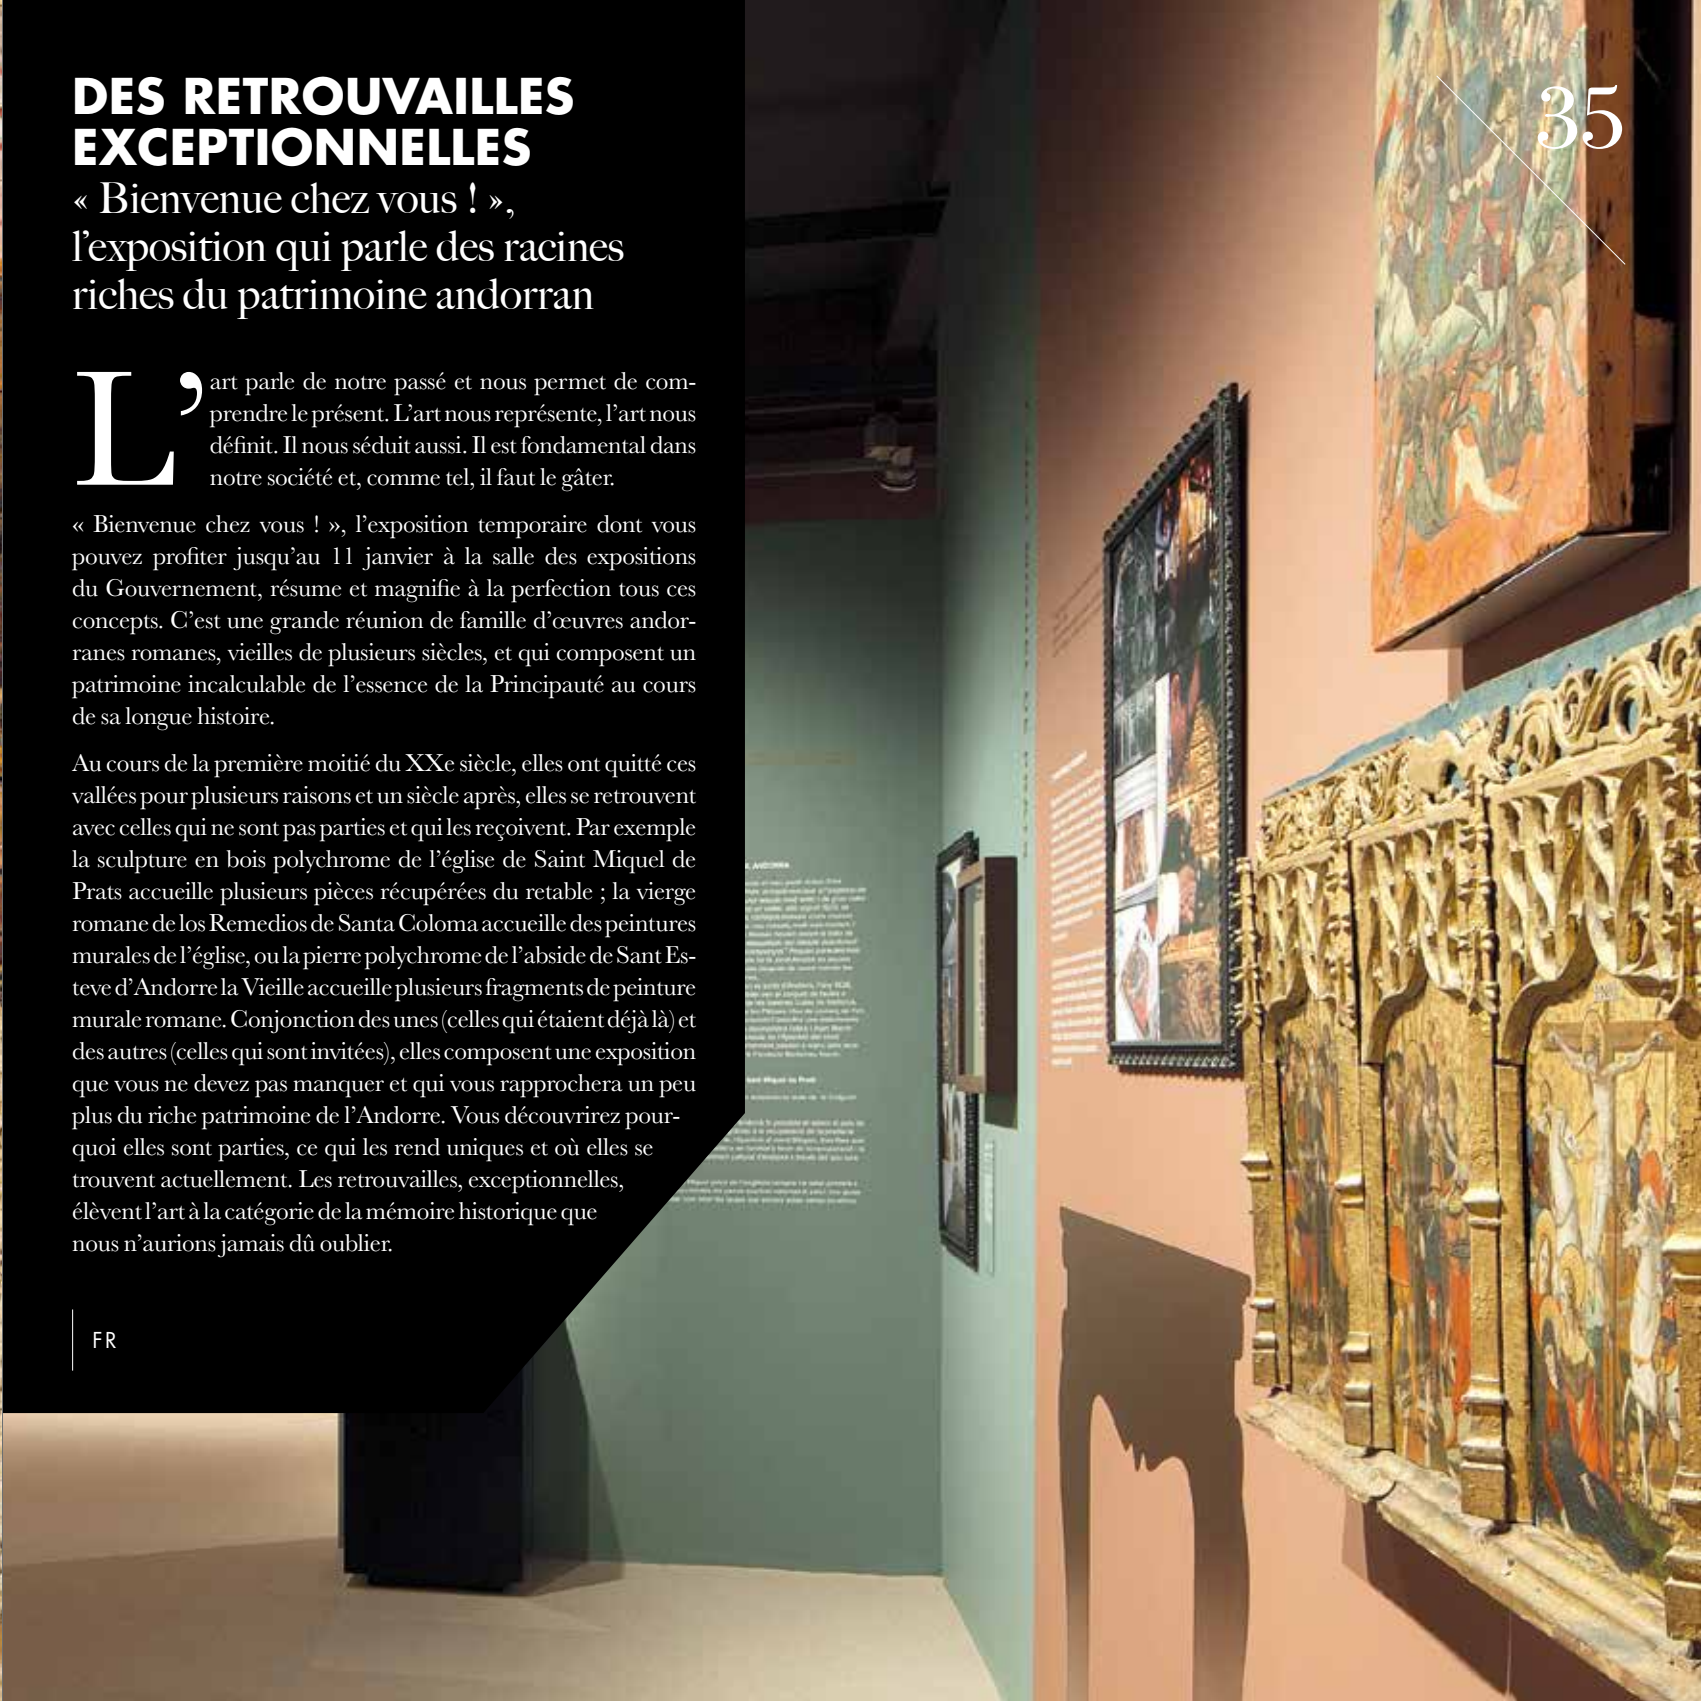 DES RETROUVAILLES
EXCEPTIONNELLES
« Bienvenue chez vous ! »,
l’exposition qui parle des racines
riches du patrimoine andorran
35
L’art parle de notre passé et nous permet de com-
prendre le présent. L’art nous représente, l’art nous
définit. Il nous séduit aussi. Il est fondamental dans
notre société et, comme tel, il faut le gâter.
« Bienvenue chez vous ! », l’exposition temporaire dont vous
pouvez profiter jusqu’au 11 janvier à la salle des expositions
du Gouvernement, résume et magnifie à la perfection tous ces
concepts. C’est une grande réunion de famille d’œuvres andor-
ranes romanes, vieilles de plusieurs siècles, et qui composent un
patrimoine incalculable de l’essence de la Principauté au cours
de sa longue histoire.
Au cours de la première moitié du XXe siècle, elles ont quitté ces
vallées pour plusieurs raisons et un siècle après, elles se retrouvent
avec celles qui ne sont pas parties et qui les reçoivent. Par exemple
la sculpture en bois polychrome de l’église de Saint Miquel de
Prats accueille plusieurs pièces récupérées du retable ; la vierge
romane de los Remedios de Santa Coloma accueille des peintures
murales de l’église, ou la pierre polychrome de l’abside de Sant Es-
teve d’Andorre la Vieille accueille plusieurs fragments de peinture
murale romane. Conjonction des unes (celles qui étaient déjà là) et
des autres (celles qui sont invitées), elles composent une exposition
que vous ne devez pas manquer et qui vous rapprochera un peu
plus du riche patrimoine de l’Andorre. Vous découvrirez pour-
quoi elles sont parties, ce qui les rend uniques et où elles se
trouvent actuellement. Les retrouvailles, exceptionnelles,
élèvent l’art à la catégorie de la mémoire historique que
nous n’aurions jamais dû oublier.
FR